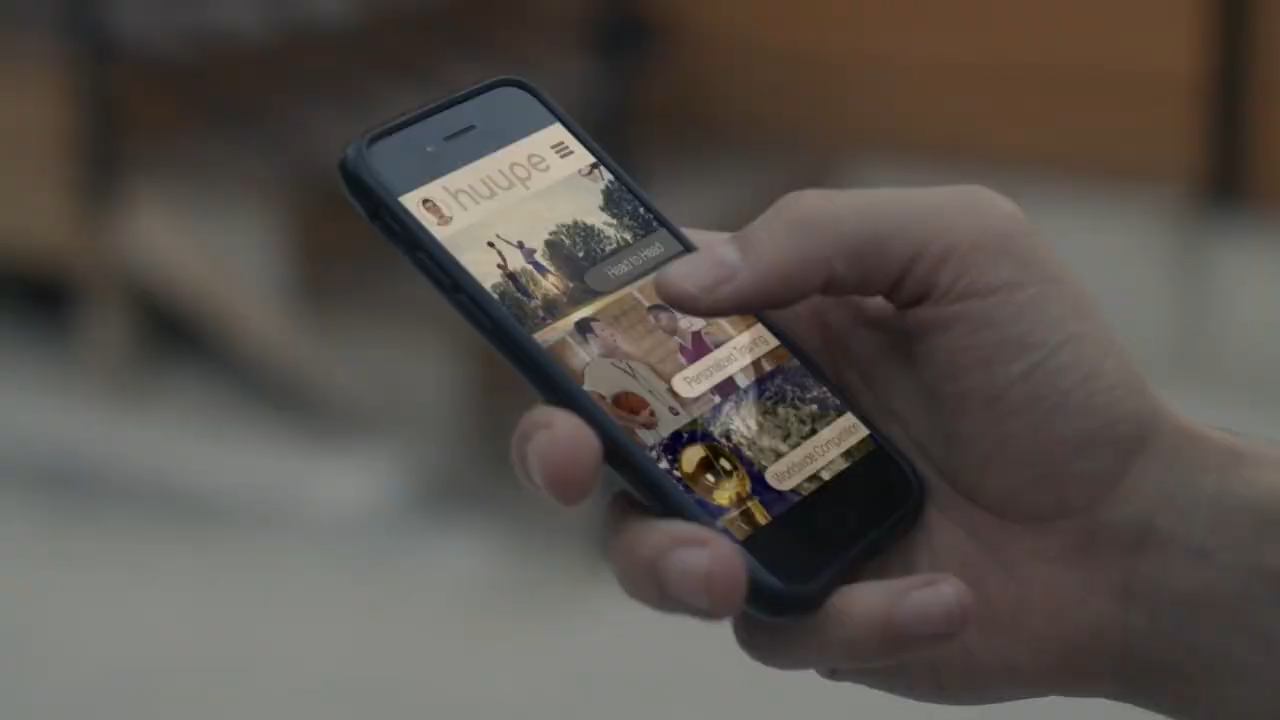 huupe
Head to Head
Personalized Training
Worldwide Competition